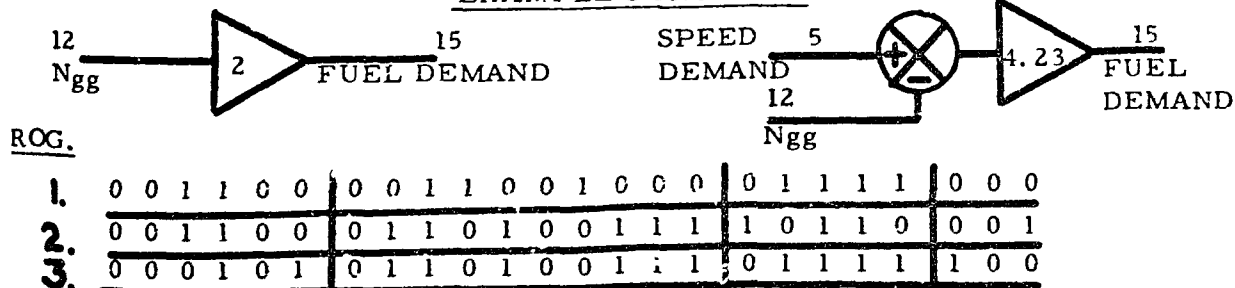 12
Ngg
2
15
FUEL DEMAND
SPEED
DEMAND
5
12
Ngg
+
-
4.23
15
FUEL
DEMAND
ROG.
1. 0 0 1 1 0 0 0 0 1 1 0 0 1 0 0 0 0 1 1 1 1 0 0 0
2. 0 0 1 1 0 0 0 1 1 0 1 0 0 1 1 1 1 0 1 1 0 0 0 1
3. 0 0 0 1 0 1 0 1 1 0 1 0 0 1 1 1 0 1 1 1 1 1 0 0